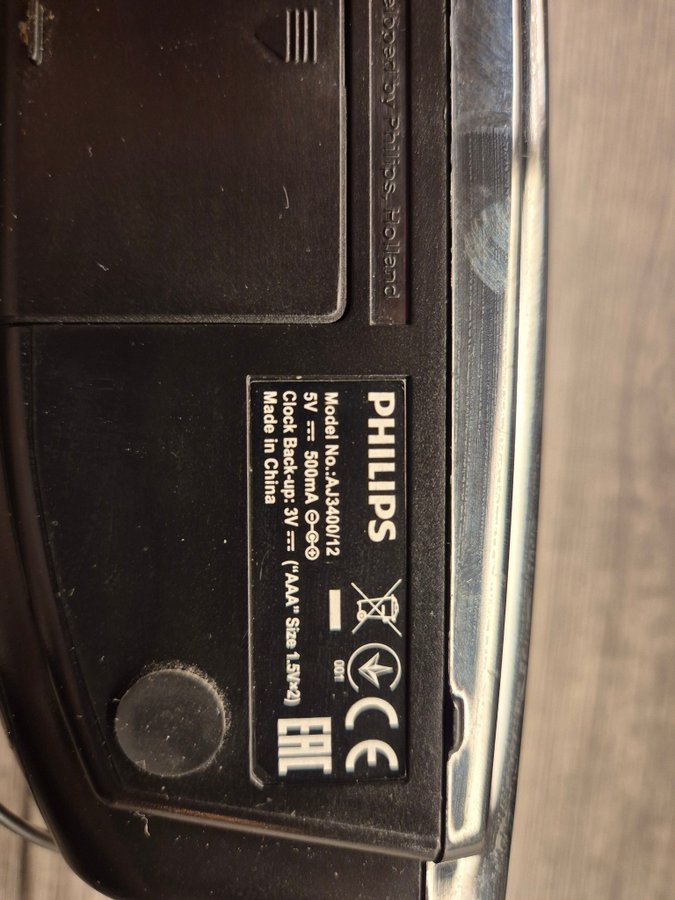 by Philips, Holland
PHILIPS
Model No.:AJ3400/12
5V ⎓ 500mA
Clock Back-up: 3V ⎓ ("AAA" Size 1.5V×2)
Made in China
001
CE
EAC